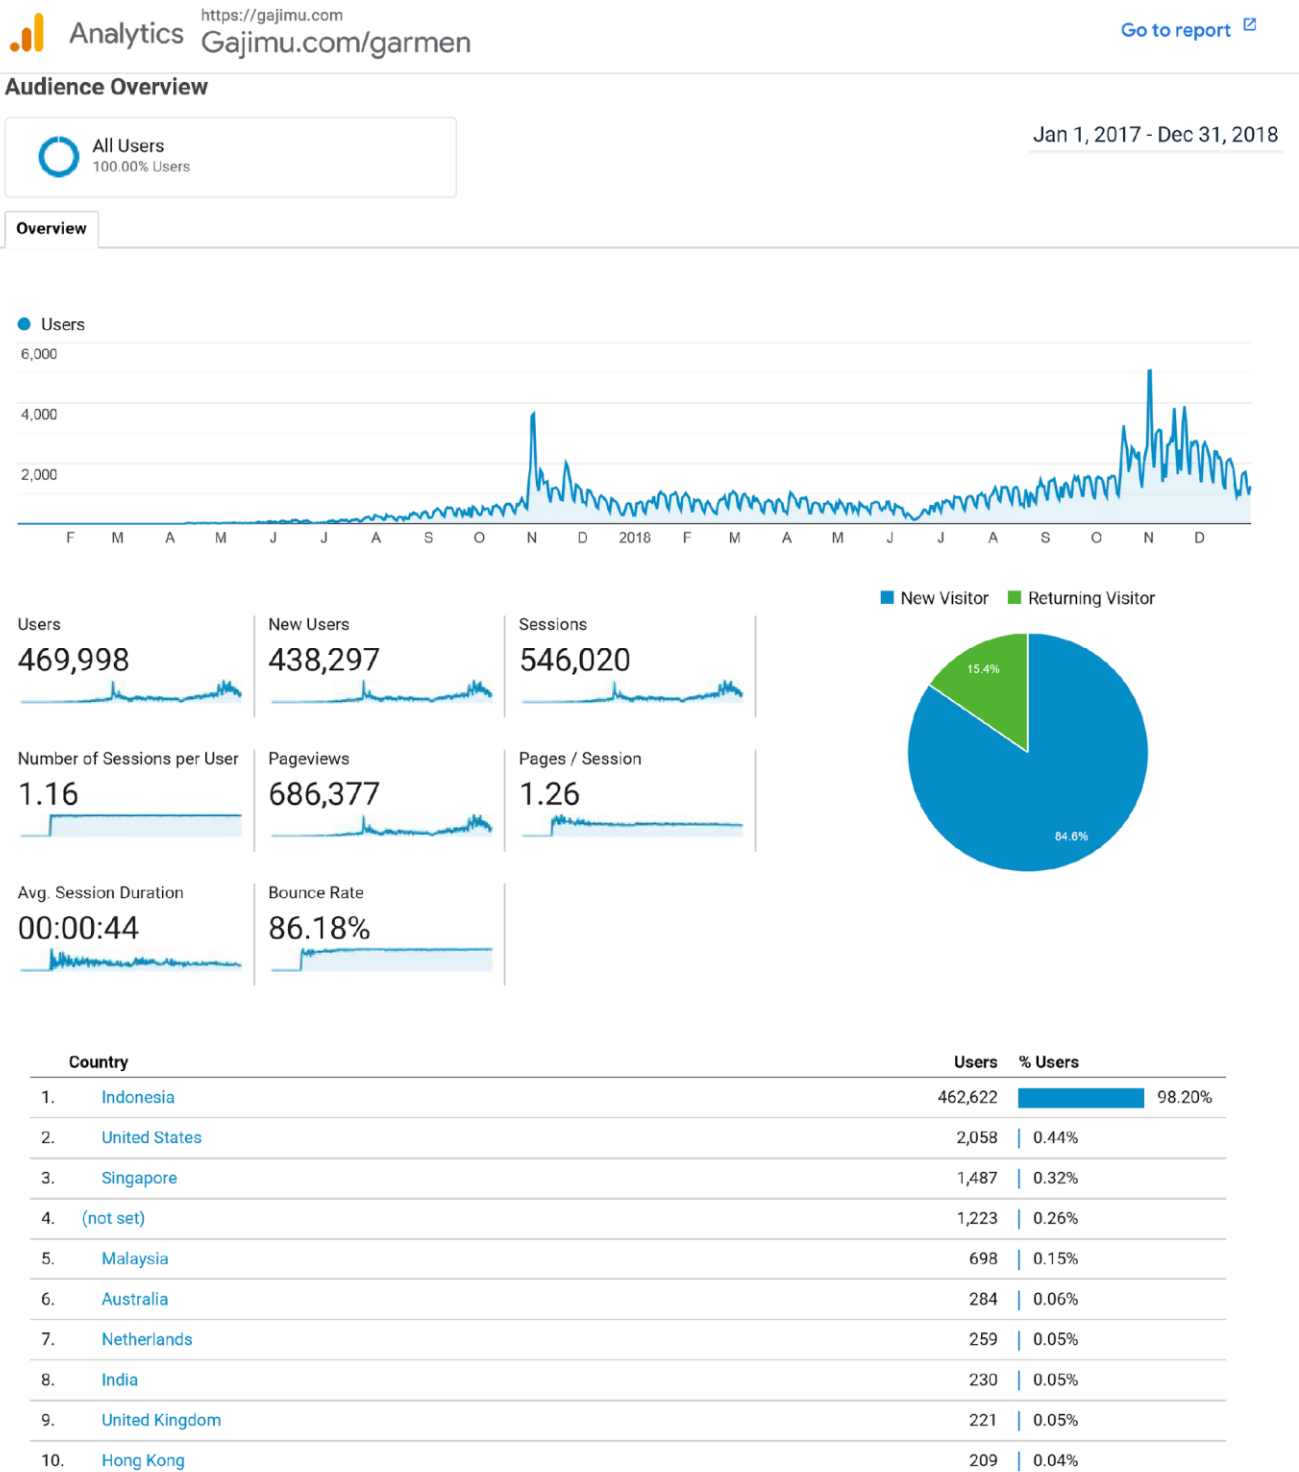 https://gajimu.com
Analytics Gajimu.com/garmen
Go to report
Audience Overview
All Users
100.00% Users
Jan 1, 2017 - Dec 31, 2018
Overview
Users
6,000
4,000
2,000
F M A M J J A S O N D 2018 F M A M J J A S O N D
New Visitor Returning Visitor
Users New Users Sessions
469,998 438,297 546,020
Number of Sessions per User Pageviews Pages / Session
1.16 686,377 1.26
Avg. Session Duration Bounce Rate
00:00:44 86.18%
15.4%
84.6%
Country Users % Users
1. Indonesia 462,622 98.20%
2. United States 2,058 0.44%
3. Singapore 1,487 0.32%
4. (not set) 1,223 0.26%
5. Malaysia 698 0.15%
6. Australia 284 0.06%
7. Netherlands 259 0.05%
8. India 230 0.05%
9. United Kingdom 221 0.05%
10. Hong Kong 209 0.04%